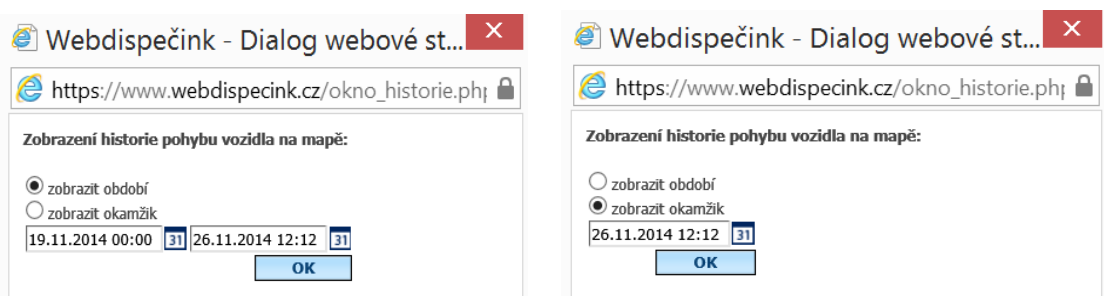 Webdispečink - Dialog webové st...
https://www.webdispecink.cz/okno_historie.php
Zobrazení historie pohybu vozidla na mapě:
zobrazit období
zobrazit okamžik
19.11.2014 00:00 31 26.11.2014 12:12 31
OK
Webdispečink - Dialog webové st...
https://www.webdispecink.cz/okno_historie.php
Zobrazení historie pohybu vozidla na mapě:
zobrazit období
zobrazit okamžik
26.11.2014 12:12 31
OK